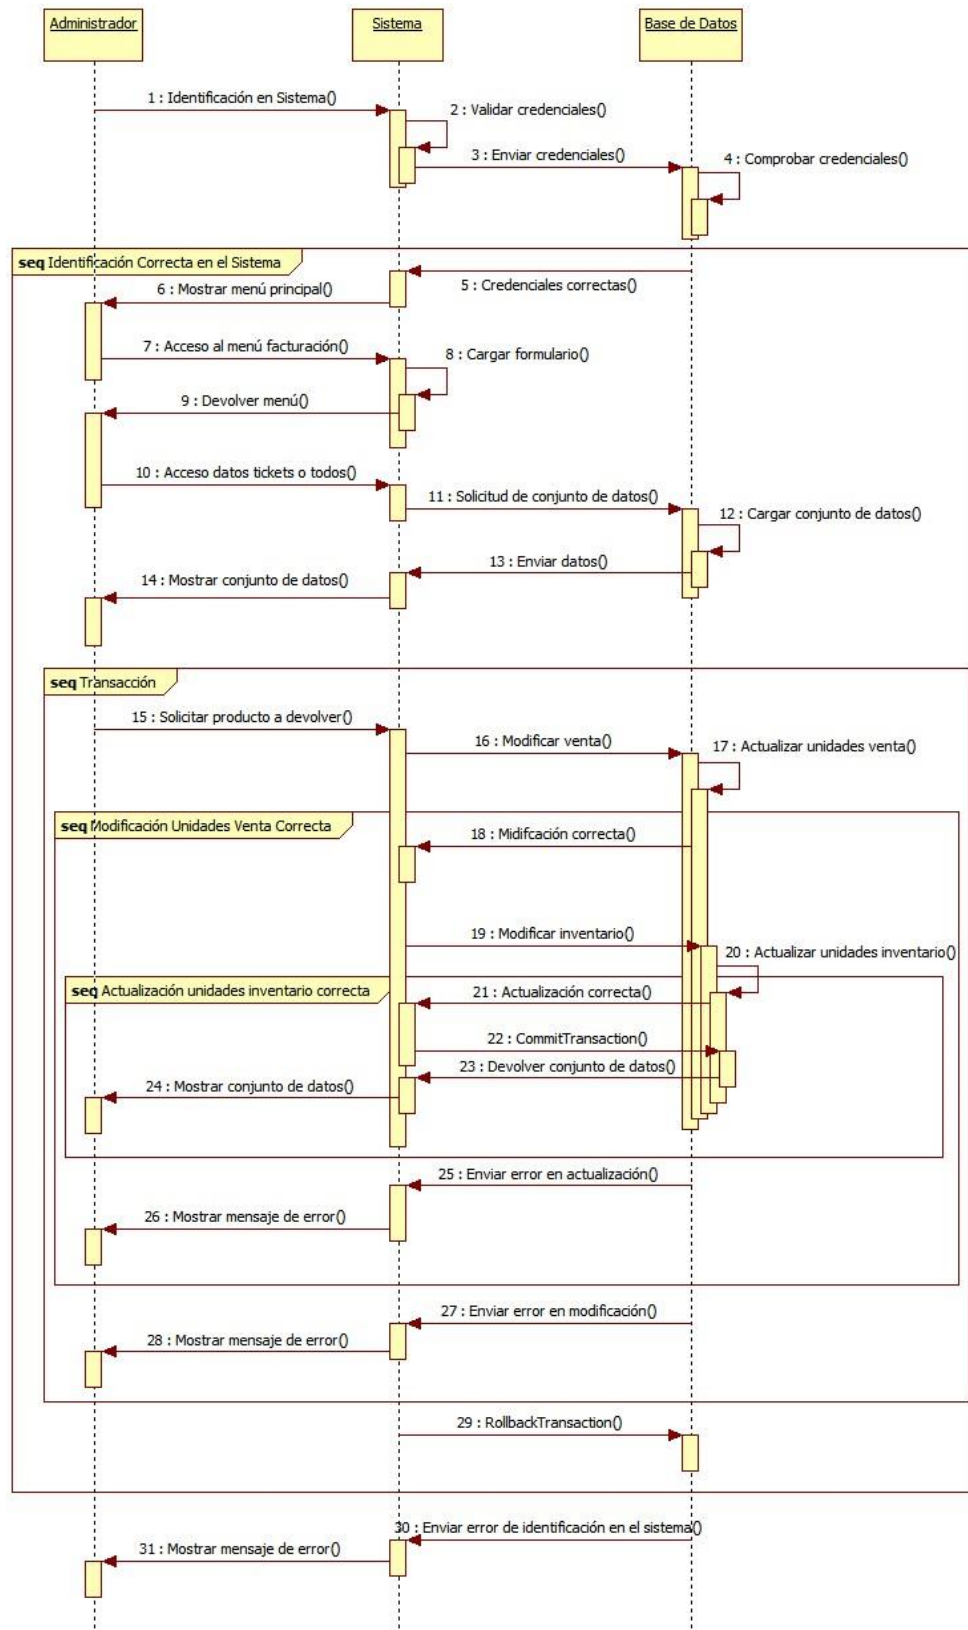 Administrador
Sistema
Base de Datos
1 : Identificación en Sistema()
2 : Validar credenciales()
3 : Enviar credenciales()
4 : Comprobar credenciales()
seq Identificación Correcta en el Sistema
5 : Credenciales correctas()
6 : Mostrar menú principal()
7 : Acceso al menú facturación()
8 : Cargar formulario()
9 : Devolver menú()
10 : Acceso datos tickets o todos()
11 : Solicitud de conjunto de datos()
12 : Cargar conjunto de datos()
13 : Enviar datos()
14 : Mostrar conjunto de datos()
seq Transacción
15 : Solicitar producto a devolver()
16 : Modificar venta()
17 : Actualizar unidades venta()
seq Modificación Unidades Venta Correcta
18 : Midifcación correcta()
19 : Modificar inventario()
20 : Actualizar unidades inventario()
seq Actualización unidades inventario correcta
21 : Actualización correcta()
22 : CommitTransaction()
23 : Devolver conjunto de datos()
24 : Mostrar conjunto de datos()
25 : Enviar error en actualización()
26 : Mostrar mensaje de error()
27 : Enviar error en modificación()
28 : Mostrar mensaje de error()
29 : RollbackTransaction()
30 : Enviar error de identificación en el sistema()
31 : Mostrar mensaje de error()